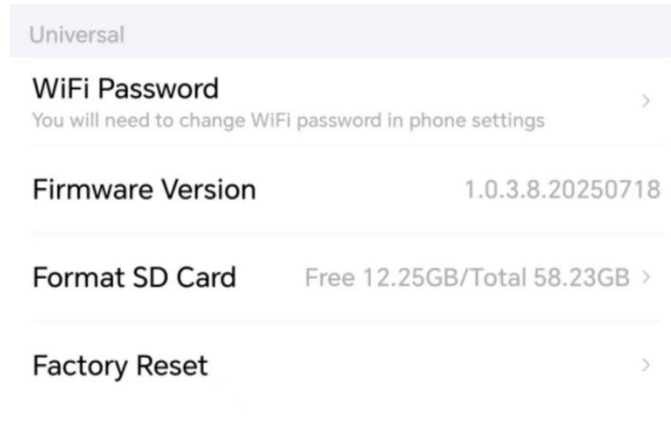 Universal
WiFi Password
You will need to change WiFi password in phone settings
Firmware Version 1.0.3.8.20250718
Format SD Card Free 12.25GB/Total 58.23GB
Factory Reset